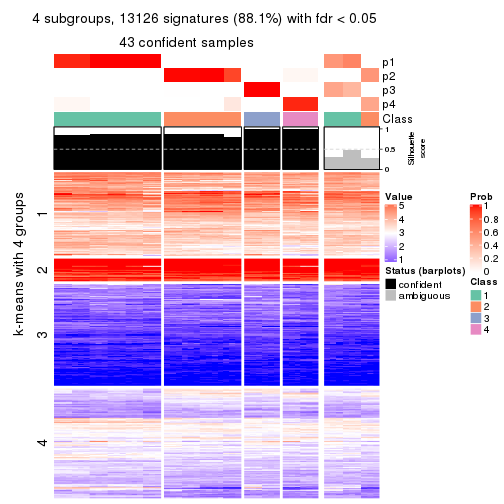 4 subgroups, 13126 signatures (88.1%) with fdr < 0.05
43 confident samples
p1
p2
p3
p4
Class
1
0.5
0
Silhouette
score
k-means with 4 groups
1
2
3
4
Value
5
4
3
2
1
Status (barplots)
confident
ambiguous
Prob
1
0.8
0.6
0.4
0.2
0
Class
1
2
3
4